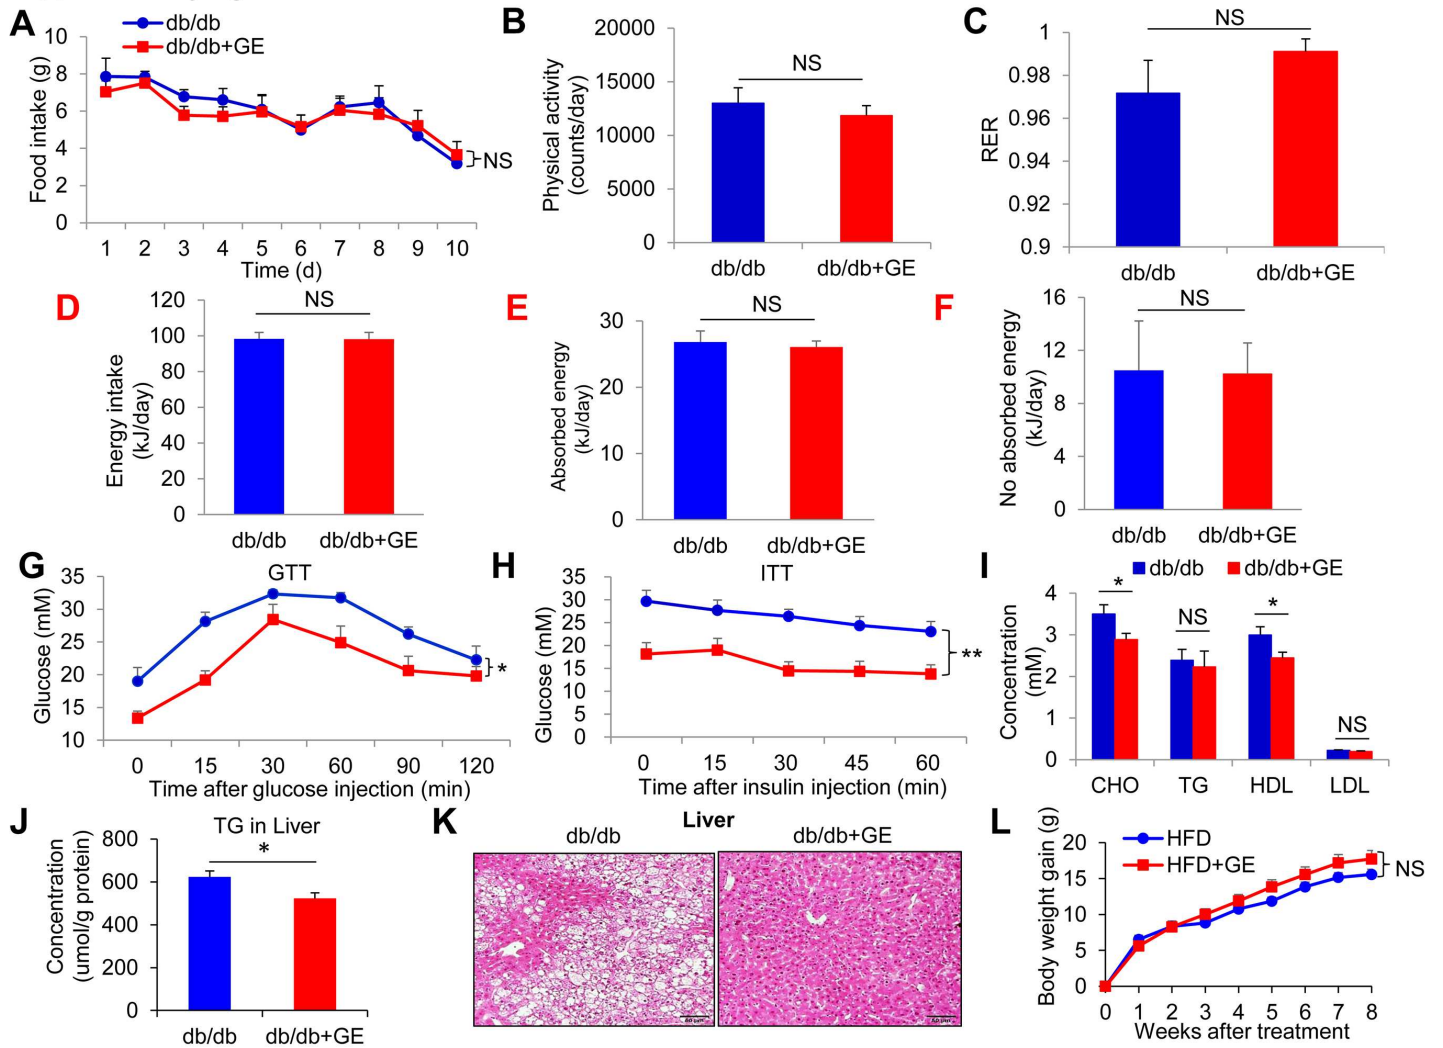 A
db/db
db/db+GE
Food intake (g)
10
8
6
4
2
0
NS
1 2 3 4 5 6 7 8 9 10
Time (d)
B
Physical activity
(counts/day)
20000
15000
10000
5000
0
NS
db/db db/db+GE
C
RER
1
0.98
0.96
0.94
0.92
0.9
NS
db/db db/db+GE
D
Energy intake
(kJ/day)
120
100
80
60
40
20
0
NS
db/db db/db+GE
E
Absorbed energy
(kJ/day)
30
20
10
0
NS
db/db db/db+GE
F
No absorbed energy
(kJ/day)
16
12
8
4
0
NS
db/db db/db+GE
G
GTT
Glucose (mM)
35
30
25
20
15
10
*
0 15 30 60 90 120
Time after glucose injection (min)
H
ITT
Glucose (mM)
35
30
25
20
15
10
5
0
**
0 15 30 45 60
Time after insulin injection (min)
I
db/db db/db+GE
Concentration
(mM)
4
3
2
1
0
*
NS
*
NS
CHO TG HDL LDL
J
TG in Liver
Concentration
(umol/g protein)
800
600
400
200
0
*
db/db db/db+GE
K
Liver
db/db db/db+GE
L
HFD
HFD+GE
Body weight gain (g)
20
15
10
5
0
NS
0 1 2 3 4 5 6 7 8
Weeks after treatment